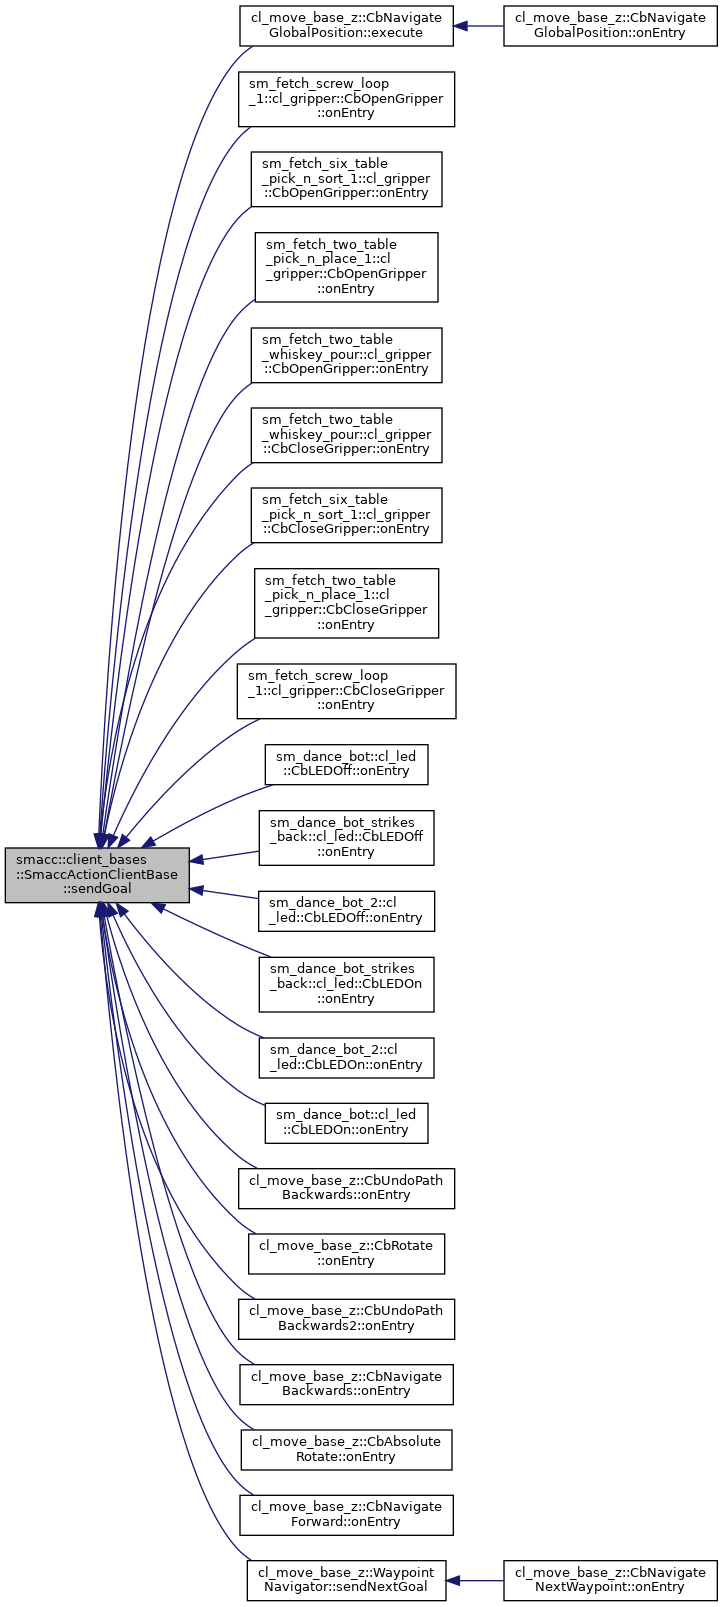 cl_move_base_z::CbNavigate
GlobalPosition::execute
cl_move_base_z::CbNavigate
GlobalPosition::onEntry
sm_fetch_screw_loop
_1::cl_gripper::CbOpenGripper
::onEntry
sm_fetch_six_table
_pick_n_sort_1::cl_gripper
::CbOpenGripper::onEntry
sm_fetch_two_table
_pick_n_place_1::cl
_gripper::CbOpenGripper
::onEntry
sm_fetch_two_table
_whiskey_pour::cl_gripper
::CbOpenGripper::onEntry
sm_fetch_two_table
_whiskey_pour::cl_gripper
::CbCloseGripper::onEntry
sm_fetch_six_table
_pick_n_sort_1::cl_gripper
::CbCloseGripper::onEntry
sm_fetch_two_table
_pick_n_place_1::cl
_gripper::CbCloseGripper
::onEntry
sm_fetch_screw_loop
_1::cl_gripper::CbCloseGripper
::onEntry
sm_dance_bot::cl_led
::CbLEDOff::onEntry
sm_dance_bot_strikes
_back::cl_led::CbLEDOff
::onEntry
smacc::client_bases
::SmaccActionClientBase
::sendGoal
sm_dance_bot_2::cl
_led::CbLEDOff::onEntry
sm_dance_bot_strikes
_back::cl_led::CbLEDOn
::onEntry
sm_dance_bot_2::cl
_led::CbLEDOn::onEntry
sm_dance_bot::cl_led
::CbLEDOn::onEntry
cl_move_base_z::CbUndoPath
Backwards::onEntry
cl_move_base_z::CbRotate
::onEntry
cl_move_base_z::CbUndoPath
Backwards2::onEntry
cl_move_base_z::CbNavigate
Backwards::onEntry
cl_move_base_z::CbAbsolute
Rotate::onEntry
cl_move_base_z::CbNavigate
Forward::onEntry
cl_move_base_z::Waypoint
Navigator::sendNextGoal
cl_move_base_z::CbNavigate
NextWaypoint::onEntry